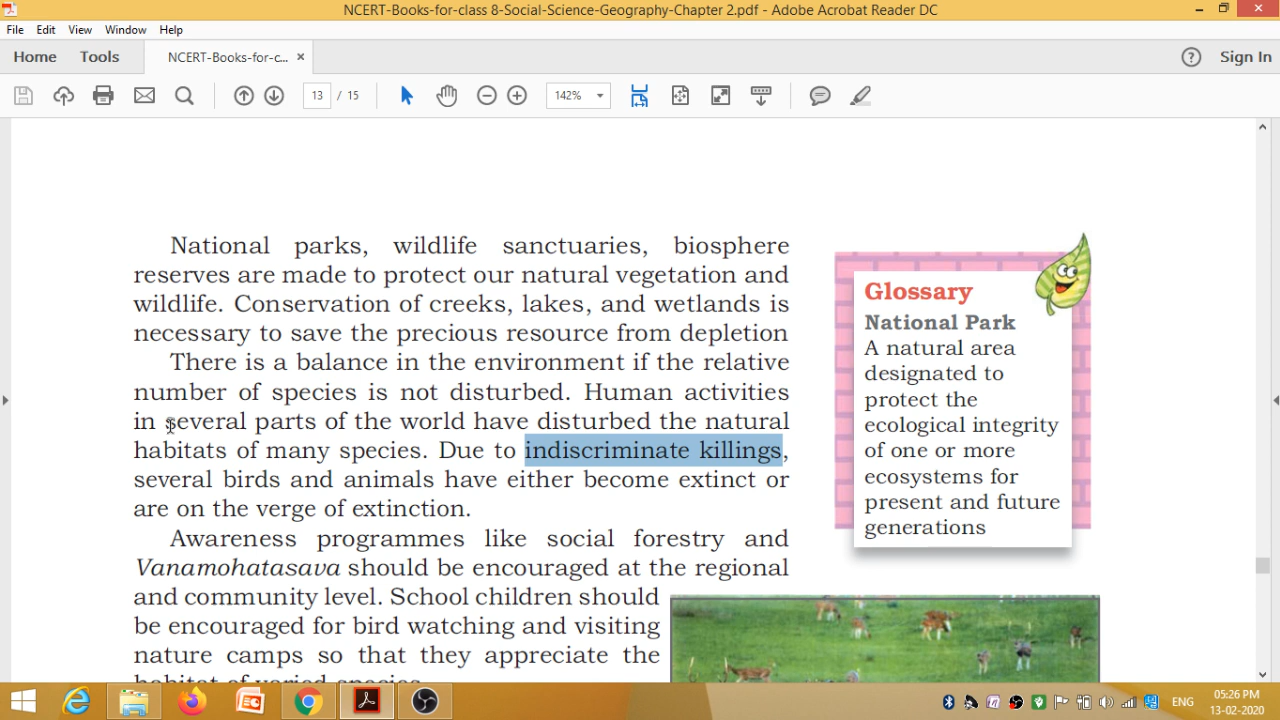 NCERT-Books-for-class 8-Social-Science-Geography-Chapter 2.pdf - Adobe Acrobat Reader DC
File Edit View Window Help
Home Tools NCERT-Books-for-c... × Sign In
13 / 15 142%
National parks, wildlife sanctuaries, biosphere
reserves are made to protect our natural vegetation and
wildlife. Conservation of creeks, lakes, and wetlands is
necessary to save the precious resource from depletion
There is a balance in the environment if the relative
number of species is not disturbed. Human activities
in several parts of the world have disturbed the natural
habitats of many species. Due to indiscriminate killings,
several birds and animals have either become extinct or
are on the verge of extinction.
Awareness programmes like social forestry and
Vanamohatasava should be encouraged at the regional
and community level. School children should
be encouraged for bird watching and visiting
nature camps so that they appreciate the
habitat of varied species.
Glossary
National Park
A natural area
designated to
protect the
ecological integrity
of one or more
ecosystems for
present and future
generations
ENG 05:26 PM
13-02-2020